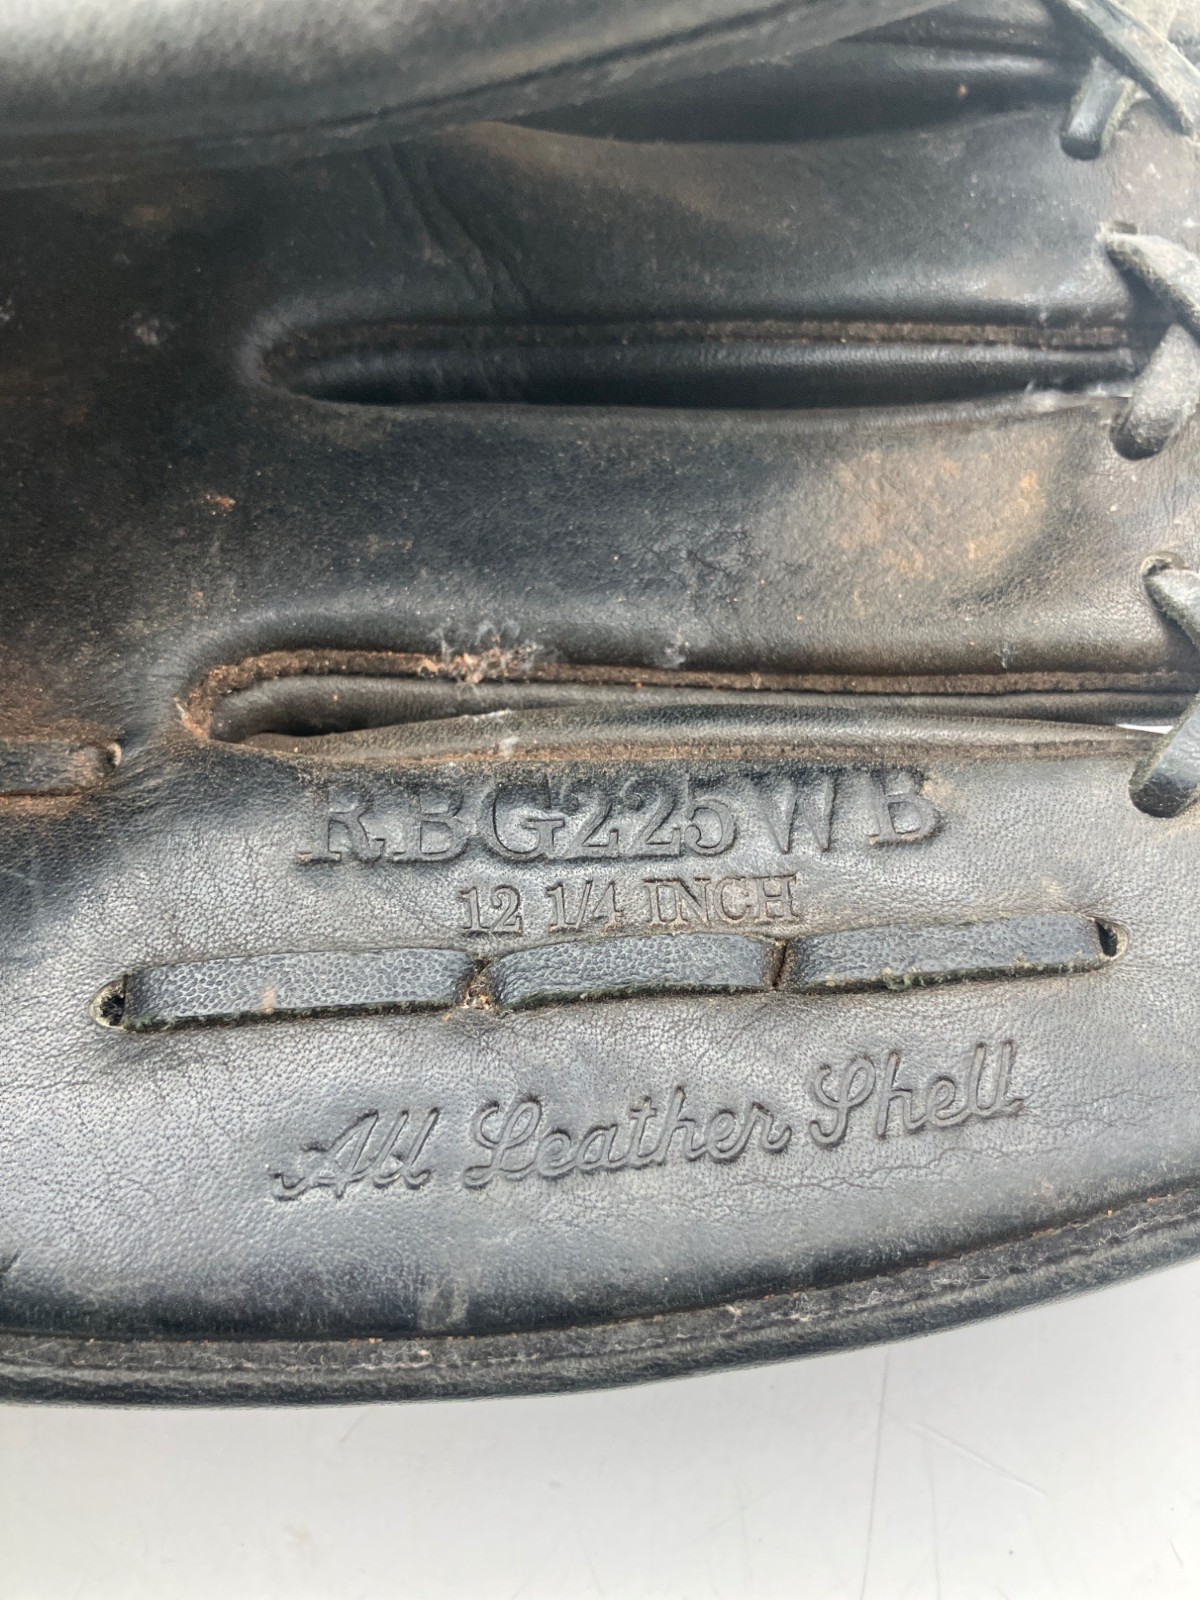 RBG225WB
12 1/4 INCH
All Leather Shell